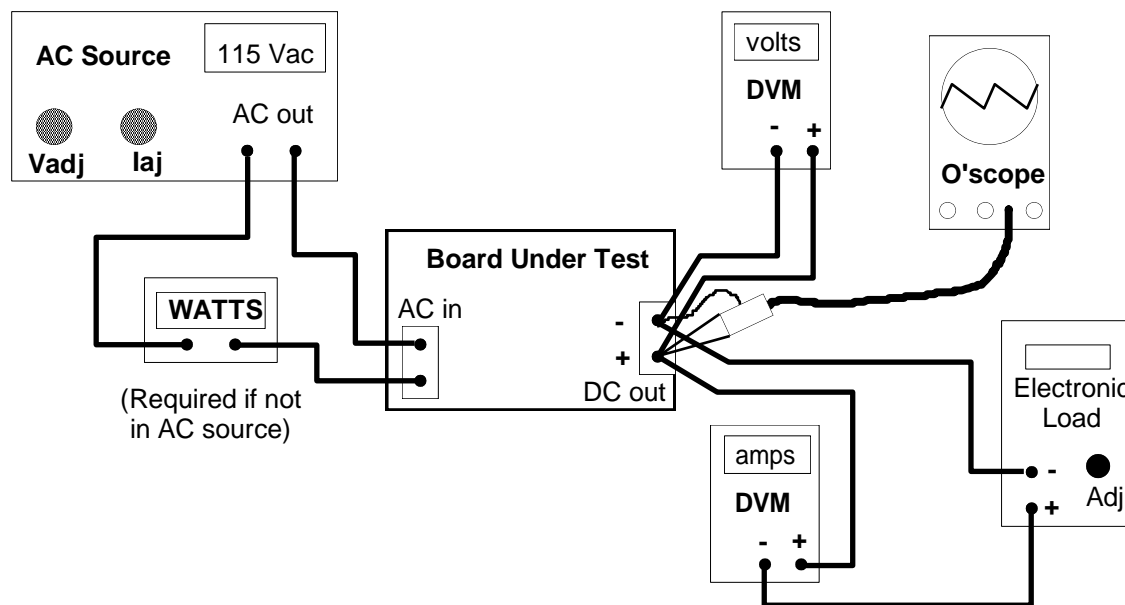 AC Source
115 Vac
AC out
Vadj
Iaj
volts
DVM
- +
O'scope
WATTS
(Required if not
in AC source)
Board Under Test
AC in
-
+
DC out
amps
DVM
- +
Electronic
Load
-
+
Adj